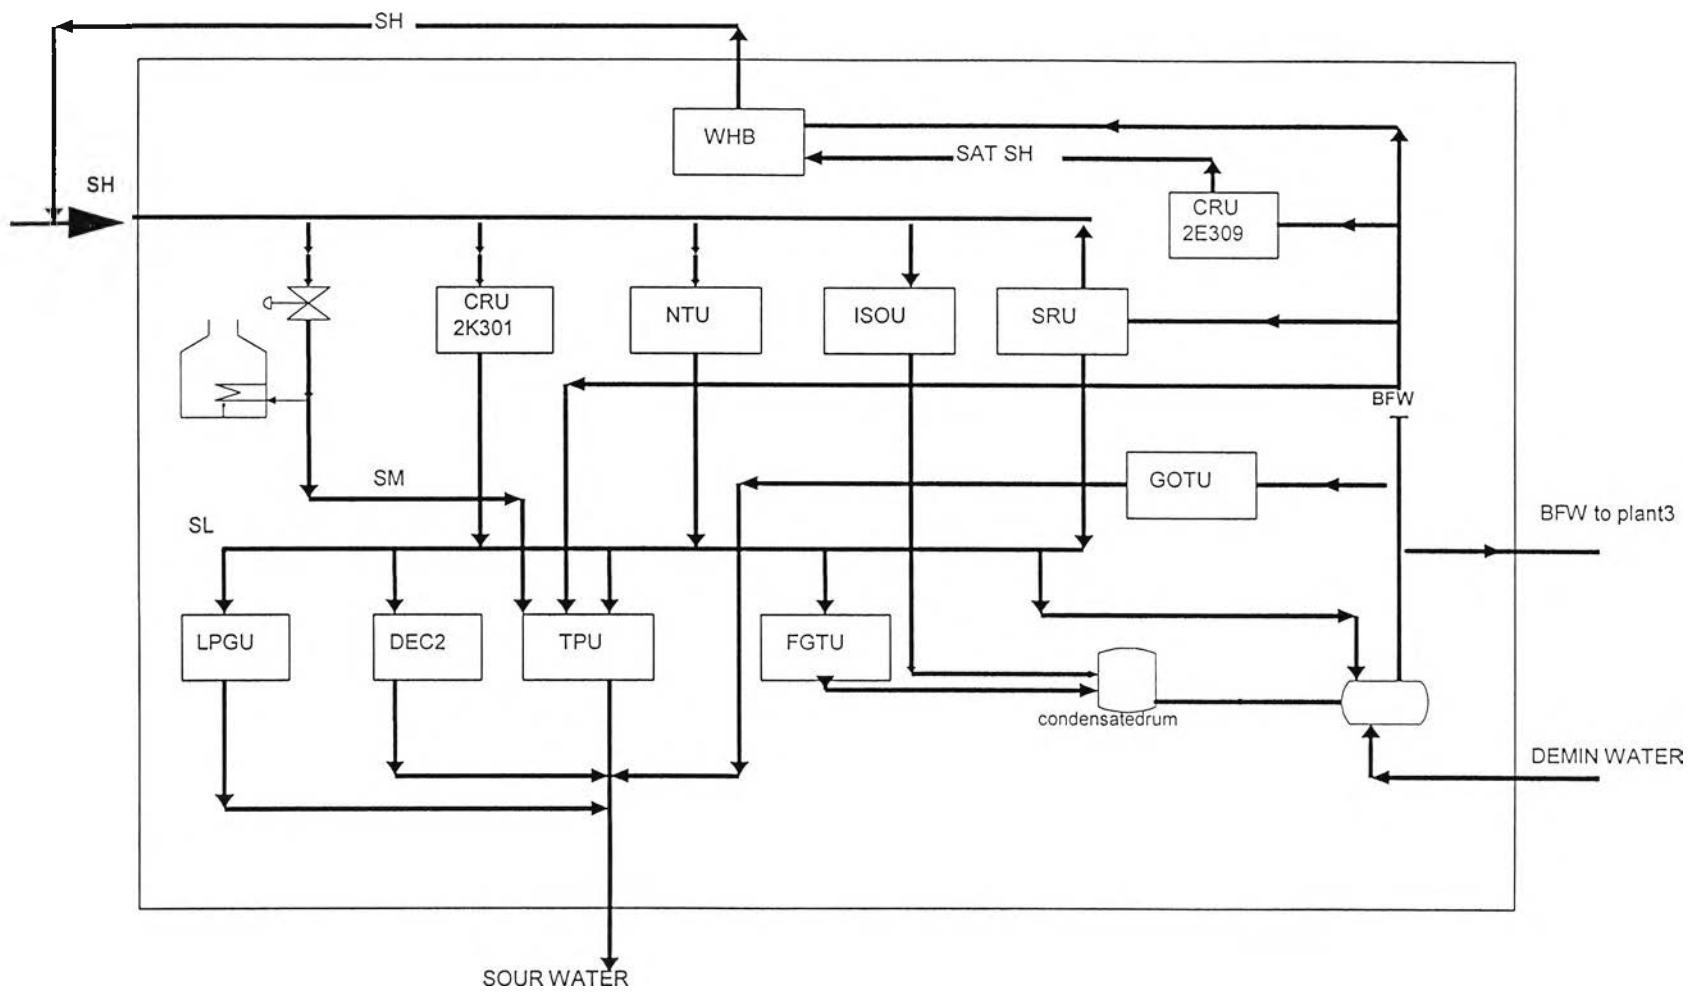 SH
WHB
SAT SH
SH
CRU
2E309
CRU
2K301
NTU
ISOU
SRU
BFW
SM
GOTU
SL
BFW to plant3
LPGU
DEC2
TPU
FGTU
condensatedrum
DEMIN WATER
SOUR WATER